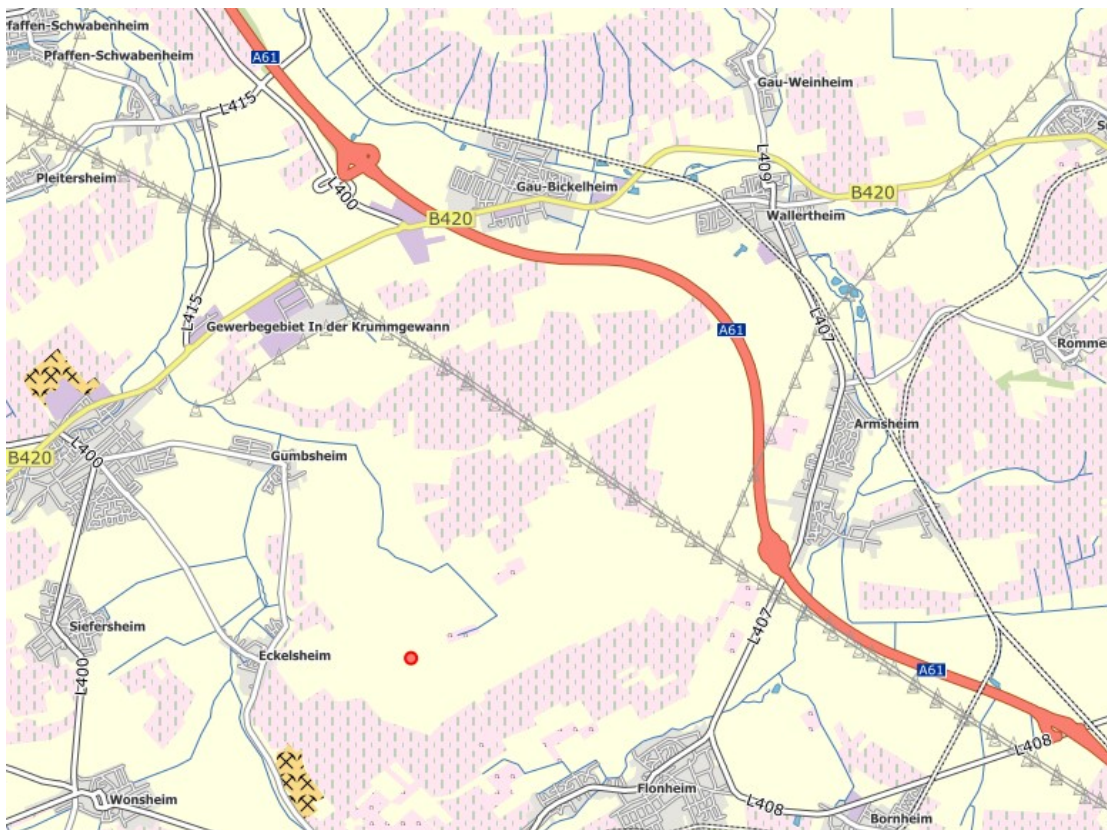 Pfaffen-Schwabenheim
Pfaffen-Schwabenheim
A61
L415
Gau-Weinheim
Pleitersheim
L400
Gau-Bickelheim
L409
B420
B420
Wallertheim
L415
Gewerbegebiet In der Krummgewann
A61
L407
Armsheim
L400
B420
Gumbsheim
Siefersheim
L407
Eckelsheim
L400
A61
L408
Flonheim
Wonsheim
L408
Bornheim